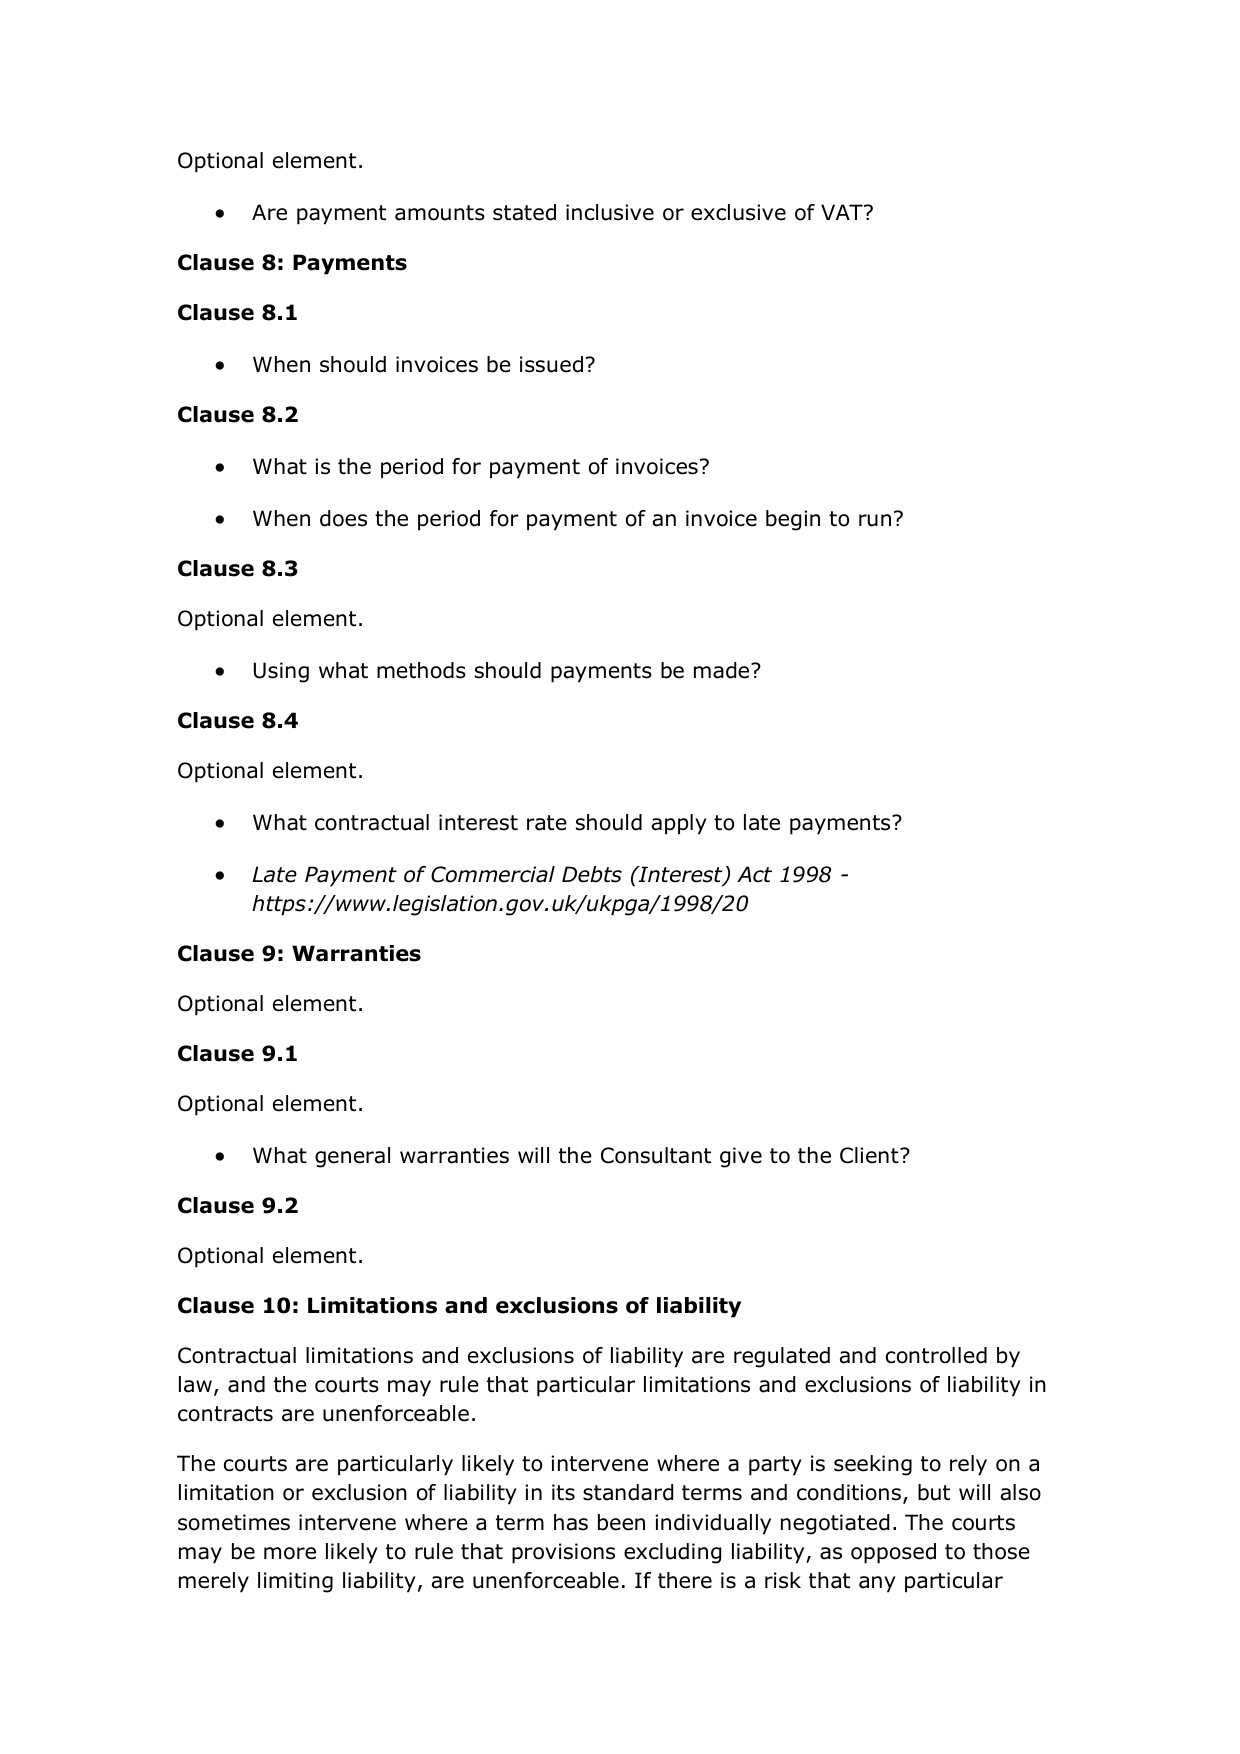 Optional element.
• Are payment amounts stated inclusive or exclusive of VAT?
Clause 8: Payments
Clause 8.1
• When should invoices be issued?
Clause 8.2
• What is the period for payment of invoices?
• When does the period for payment of an invoice begin to run?
Clause 8.3
Optional element.
• Using what methods should payments be made?
Clause 8.4
Optional element.
• What contractual interest rate should apply to late payments?
• Late Payment of Commercial Debts (Interest) Act 1998 -
https://www.legislation.gov.uk/ukpga/1998/20
Clause 9: Warranties
Optional element.
Clause 9.1
Optional element.
• What general warranties will the Consultant give to the Client?
Clause 9.2
Optional element.
Clause 10: Limitations and exclusions of liability
Contractual limitations and exclusions of liability are regulated and controlled by
law, and the courts may rule that particular limitations and exclusions of liability in
contracts are unenforceable.
The courts are particularly likely to intervene where a party is seeking to rely on a
limitation or exclusion of liability in its standard terms and conditions, but will also
sometimes intervene where a term has been individually negotiated. The courts
may be more likely to rule that provisions excluding liability, as opposed to those
merely limiting liability, are unenforceable. If there is a risk that any particular